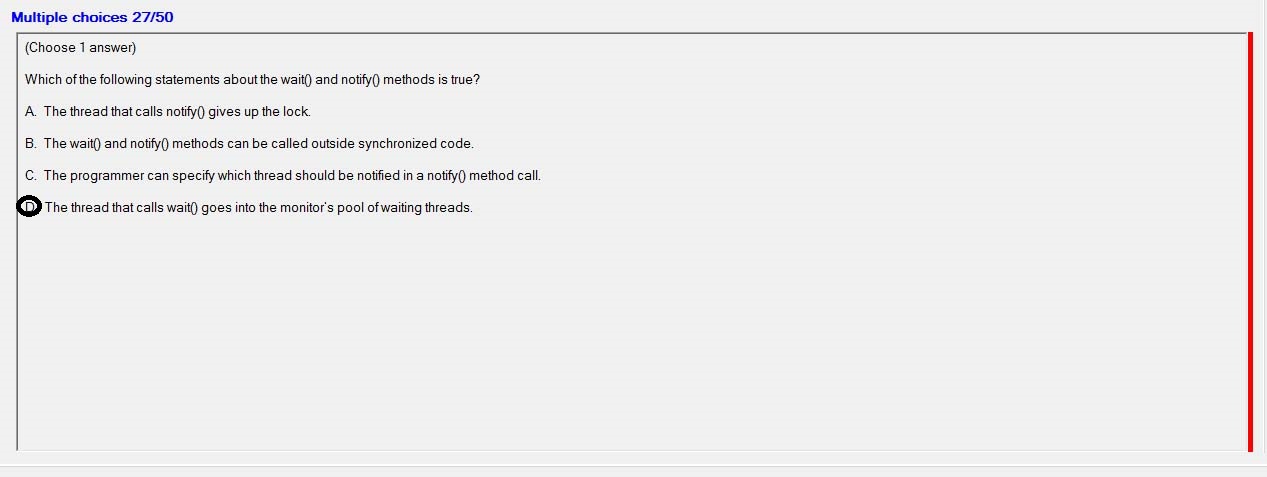 Multiple choices 27/50
(Choose 1 answer)
Which of the following statements about the wait() and notify() methods is true?
A. The thread that calls notify() gives up the lock.
B. The wait() and notify() methods can be called outside synchronized code.
C. The programmer can specify which thread should be notified in a notify() method call.
D The thread that calls wait() goes into the monitor's pool of waiting threads.